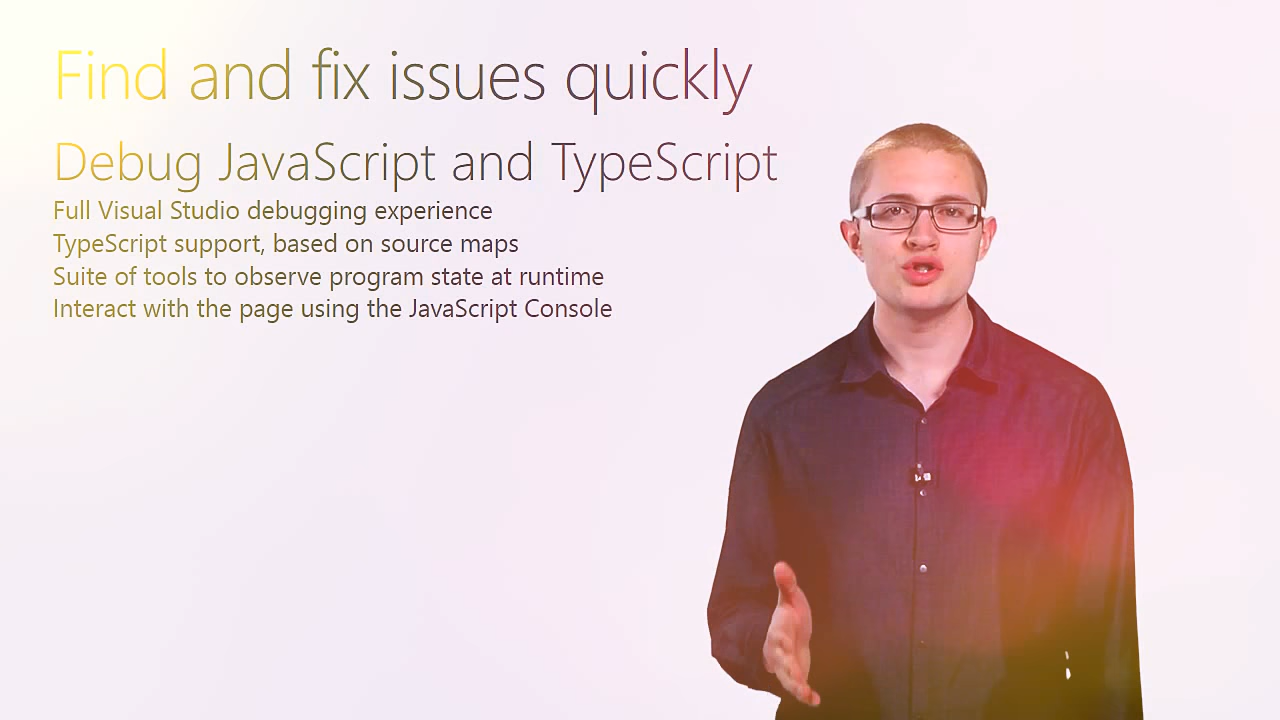 Find and fix issues quickly
Debug JavaScript and TypeScript
Full Visual Studio debugging experience
TypeScript support, based on source maps
Suite of tools to observe program state at runtime
Interact with the page using the JavaScript Console